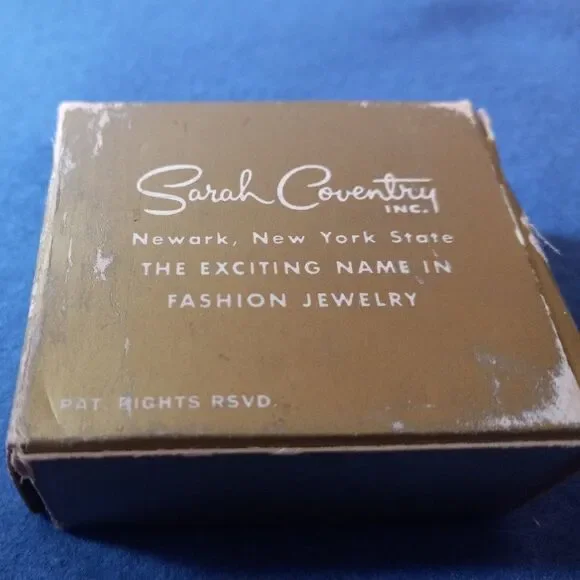 Sarah Coventry
INC.
Newark, New York State
THE EXCITING NAME IN
FASHION JEWELRY
PAT. RIGHTS RSVD.